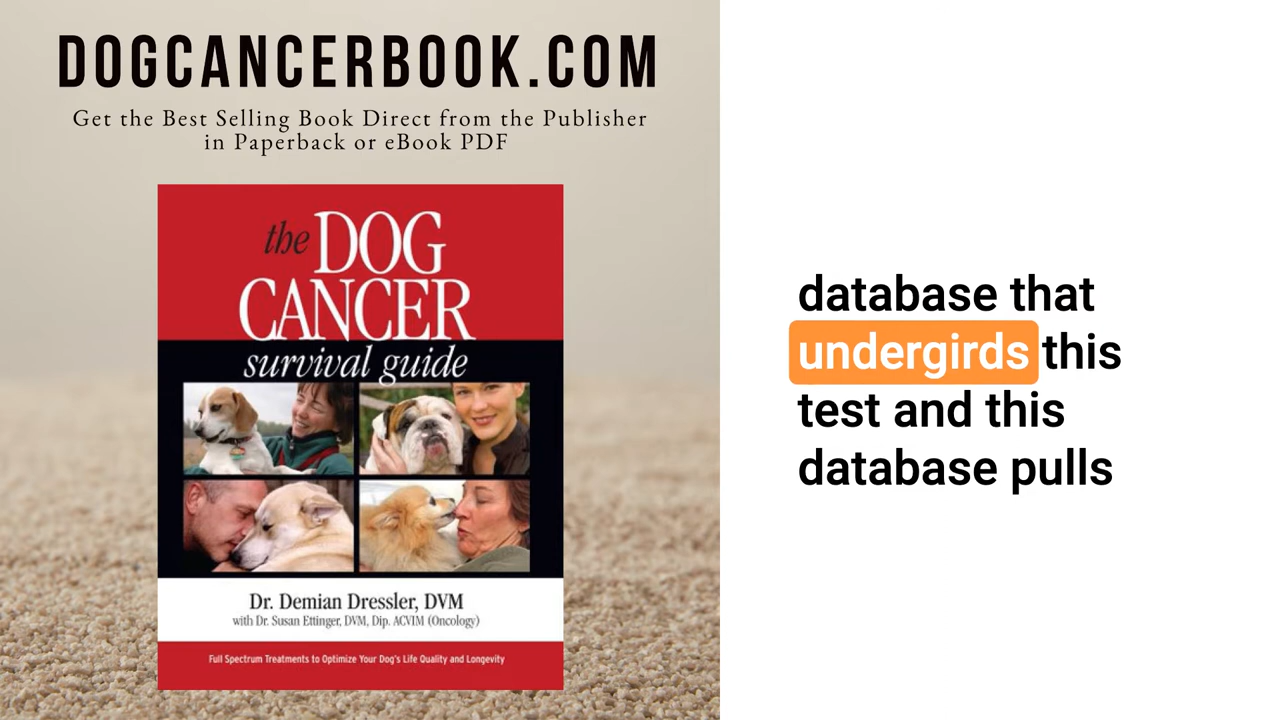 DOGCANCERBOOK.COM
Get the Best Selling Book Direct from the Publisher
in Paperback or eBook PDF
the DOG
CANCER
survival guide
Dr. Demian Dressler, DVM
with Dr. Susan Ettinger, DVM, Dip. ACVIM (Oncology)
Full Spectrum Treatments to Optimize Your Dog's Life Quality and Longevity
database that
undergirds this
test and this
database pulls